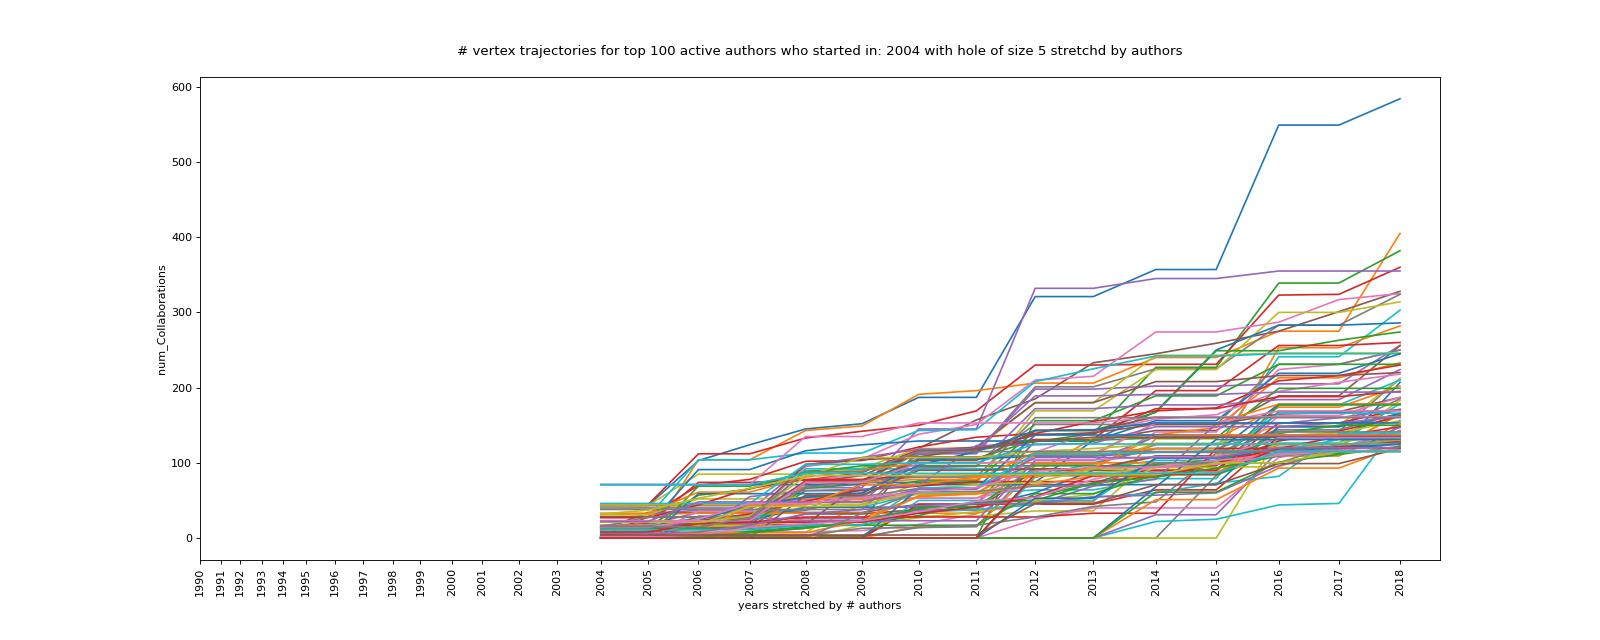 # vertex trajectories for top 100 active authors who started in: 2004 with hole of size 5 stretchd by authors
600
500
400
300
200
100
0
num_Collaborations
1990 1991 1992 1993 1994 1995 1996 1997 1998 1999 2000 2001 2002 2003 2004 2005 2006 2007 2008 2009 2010 2011 2012 2013 2014 2015 2016 2017 2018
years stretched by # authors